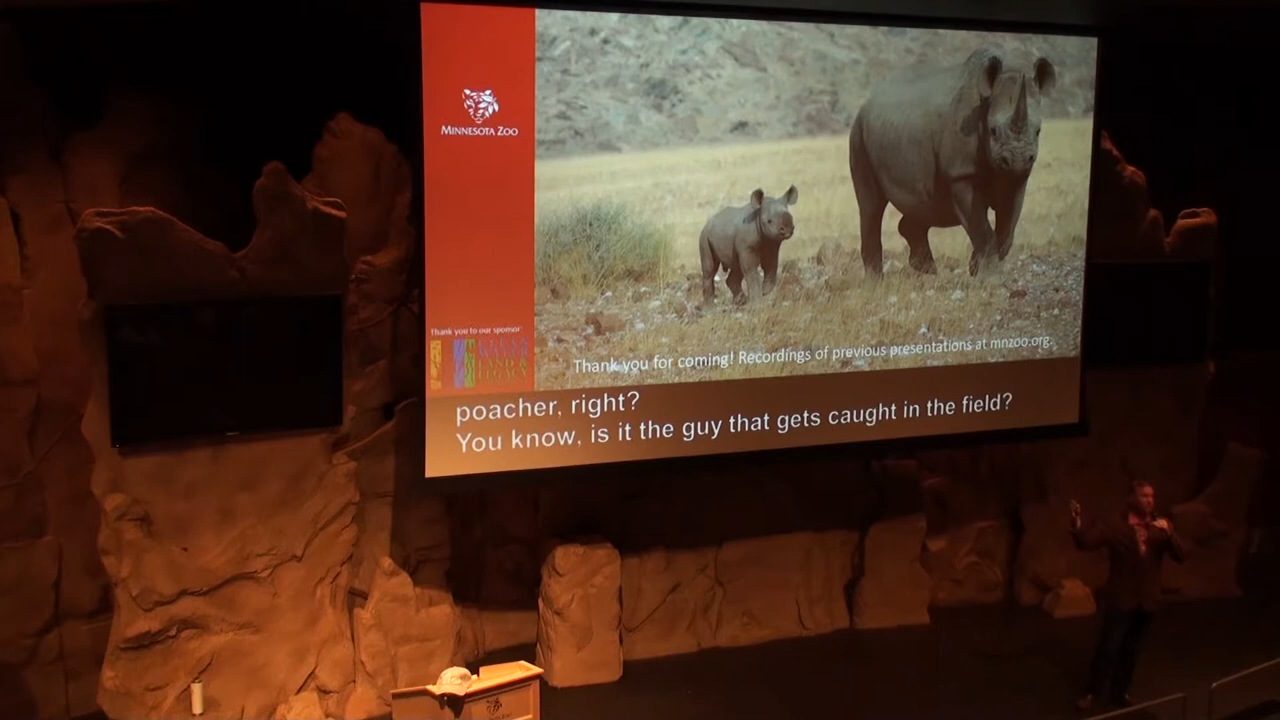 MINNESOTA ZOO
Thank you to our sponsor:
Thank you for coming! Recordings of previous presentations at mnzoo.org.
poacher, right?
You know, is it the guy that gets caught in the field?